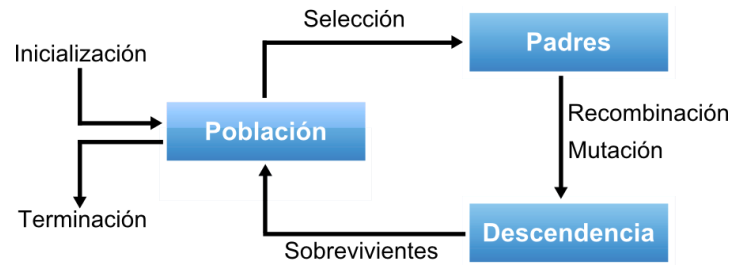 Selección
Padres
Inicialización
Recombinación
Población
Mutación
Terminación
Descendencia
Sobrevivientes